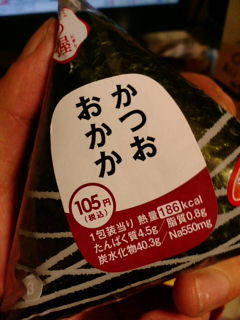 屋
かつお
おかか
105円
(税込)
1包装当り 熱量186kcal
たんぱく質4.5g/脂質0.8g
炭水化物40.3g/Na550mg
3